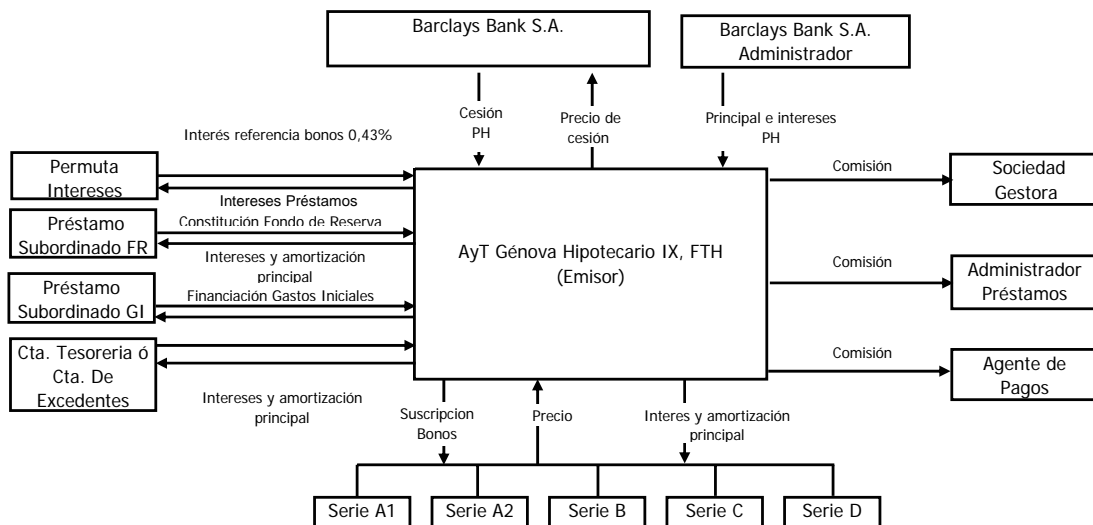 Barclays Bank S.A.
Barclays Bank S.A.
Administrador
Cesión
PH
Precio de
cesión
Principal e intereses
PH
Interés referencia bonos 0,43%
Permuta
Intereses
Intereses Préstamos
Constitución Fondo de Reserva
Préstamo
Subordinado FR
Intereses y amortización
principal
Financiación Gastos Iniciales
Préstamo
Subordinado GI
Cta. Tesoreria ó
Cta. De
Excedentes
Intereses y amortización
principal
AyT Génova Hipotecario IX, FTH
(Emisor)
Comisión
Sociedad
Gestora
Comisión
Administrador
Préstamos
Comisión
Agente de
Pagos
Suscripcion
Bonos
Precio
Interes y amortización
principal
Serie A1
Serie A2
Serie B
Serie C
Serie D